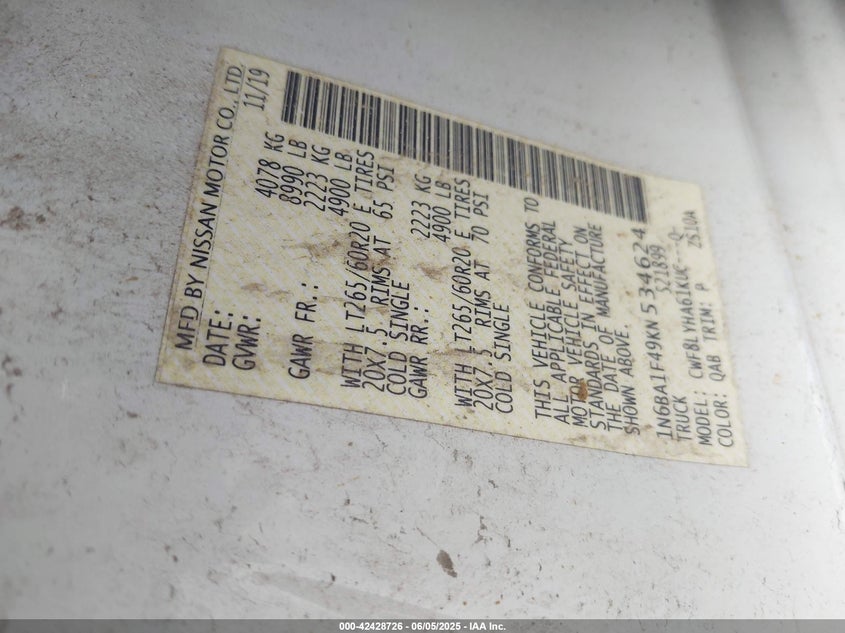 MFD BY NISSAN MOTOR CO., LTD.
DATE: 11/19
GVWR: 4078 KG
8990 LB
GAWR FR.: 2223 KG
4900 LB
WITH LT265/60R20 E TIRES
20X7.5 RIMS AT 65 PSI
COLD SINGLE
GAWR RR.: 2223 KG
4900 LB
WITH LT265/60R20 E TIRES
20X7.5 RIMS AT 70 PSI
COLD SINGLE
THIS VEHICLE CONFORMS TO
ALL APPLICABLE FEDERAL
MOTOR VEHICLE SAFETY
STANDARDS IN EFFECT ON
THE DATE OF MANUFACTURE
SHOWN ABOVE.
1N6BA1F49KN534624
TRUCK 521899
MODEL: CWF8LYHA61KUC--Q-
COLOR: QAB TRIM: P Z510A
000-42428726 - 06/05/2025 - IAA Inc.